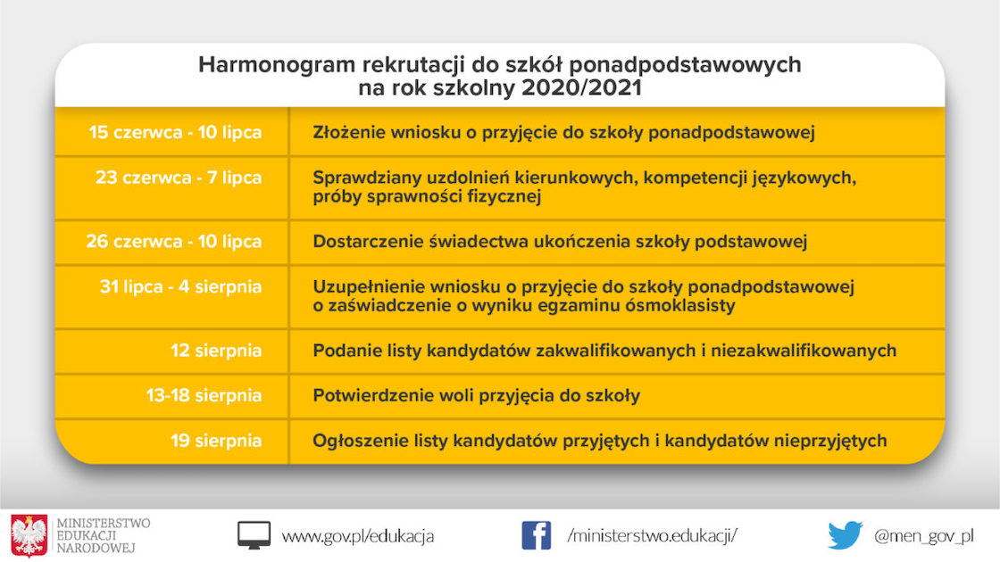 Harmonogram rekrutacji do szkół ponadpodstawowych
na rok szkolny 2020/2021
15 czerwca - 10 lipca
Złożenie wniosku o przyjęcie do szkoły ponadpodstawowej
23 czerwca - 7 lipca
Sprawdziany uzdolnień kierunkowych, kompetencji językowych,
próby sprawności fizycznej
26 czerwca - 10 lipca
Dostarczenie świadectwa ukończenia szkoły podstawowej
31 lipca - 4 sierpnia
Uzupełnienie wniosku o przyjęcie do szkoły ponadpodstawowej
o zaświadczenie o wyniku egzaminu ósmoklasisty
12 sierpnia
Podanie listy kandydatów zakwalifikowanych i niezakwalifikowanych
13-18 sierpnia
Potwierdzenie woli przyjęcia do szkoły
19 sierpnia
Ogłoszenie listy kandydatów przyjętych i kandydatów nieprzyjętych
MINISTERSTWO
EDUKACJI
NARODOWEJ
www.gov.pl/edukacja
/ministerstwo.edukacji/
@men_gov_pl